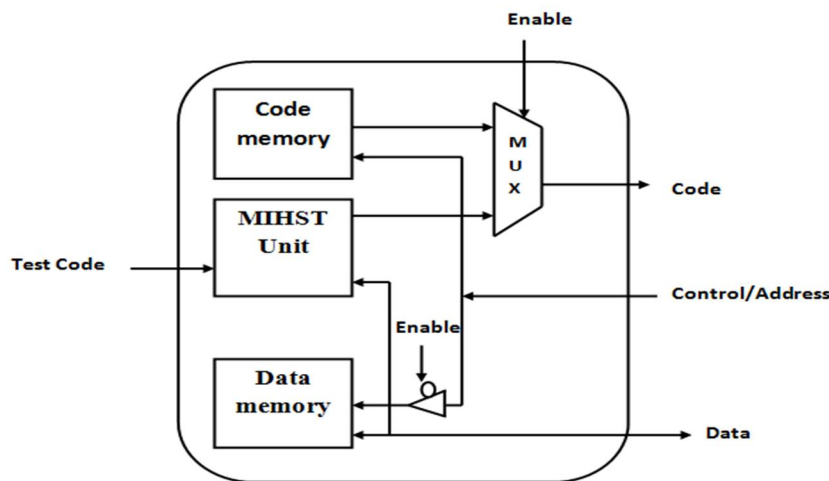 Enable
Code
memory
M
U
X
Code
MIHST
Unit
Test Code
Control/Address
Enable
Data
memory
Data